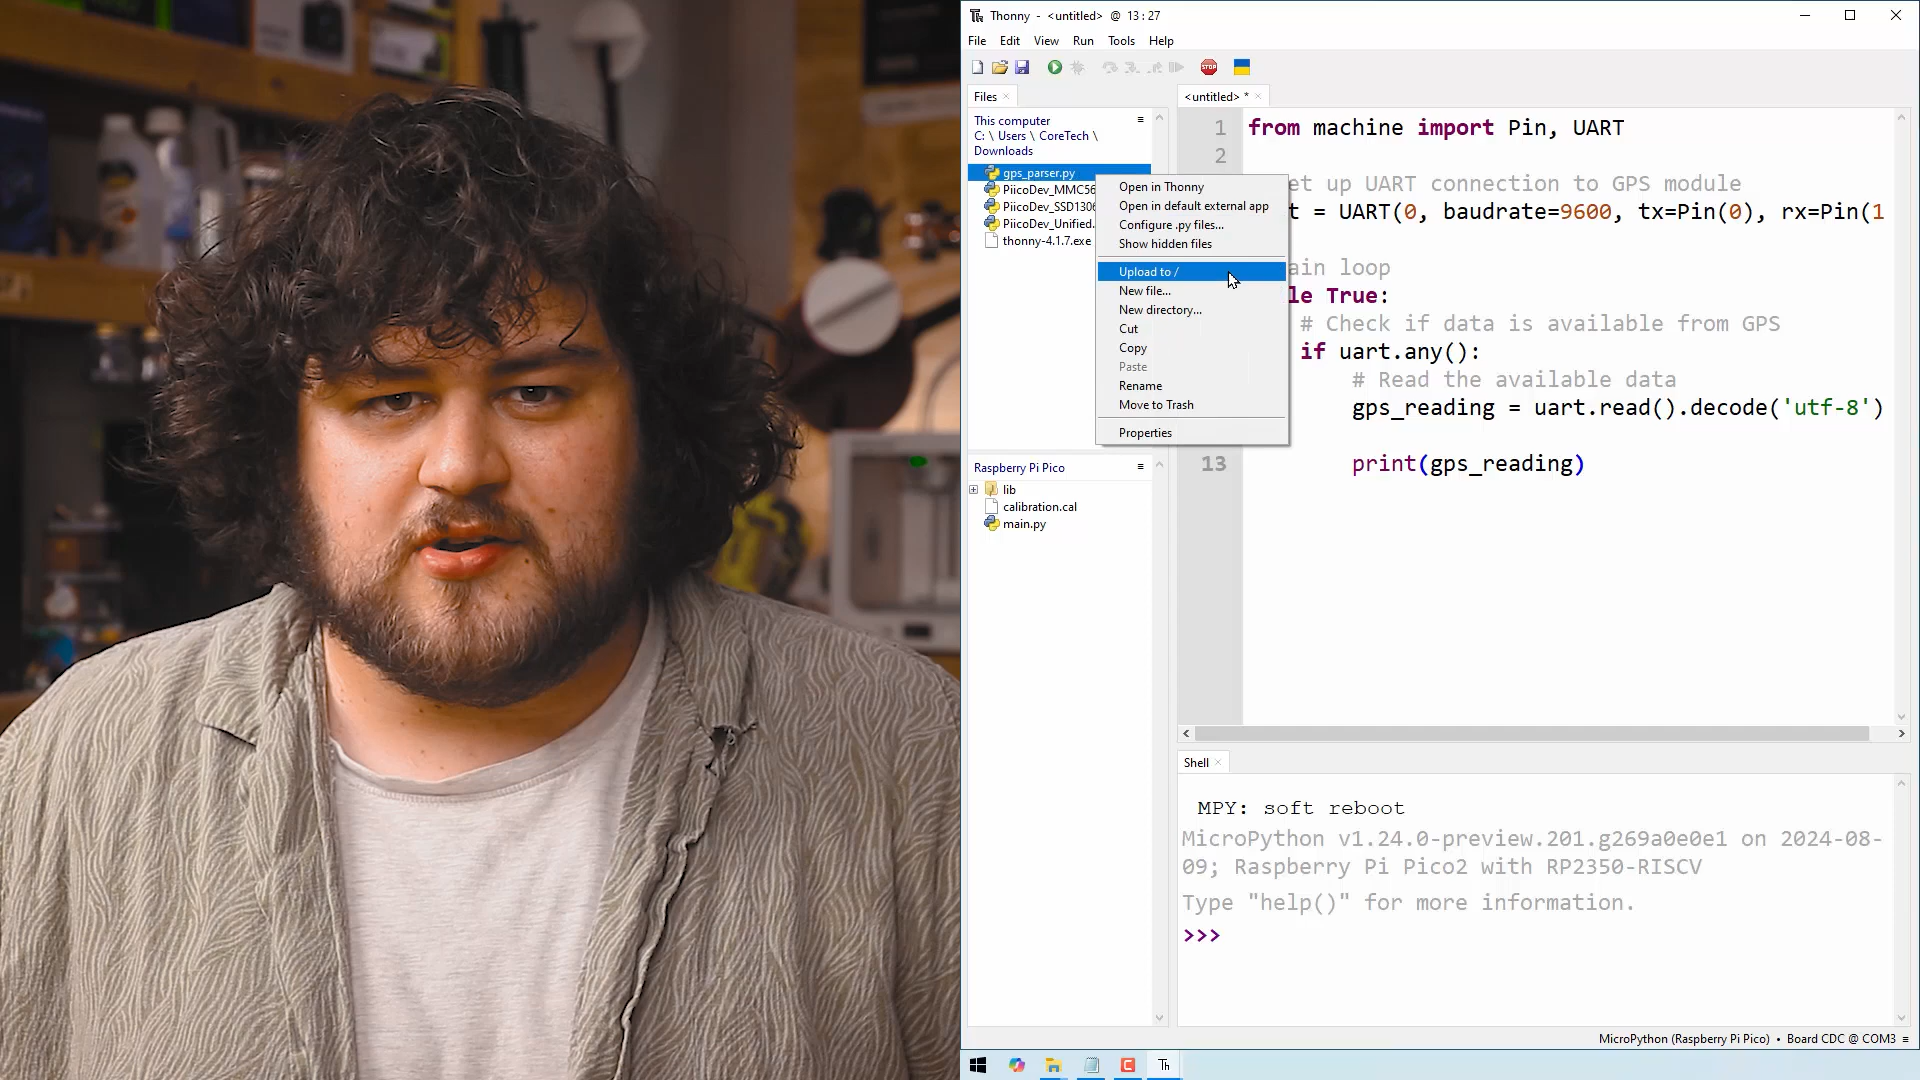 Thonny - <untitled> @ 13:27
File Edit View Run Tools Help
STOP
Files
<untitled> *
This computer
C: \ Users \ CoreTech \
Downloads
gps_parser.py
PiicoDev_MMC56
PiicoDev_SSD1306
PiicoDev_Unified.
thonny-4.1.7.exe
Open in Thonny
Open in default external app
Configure .py files...
Show hidden files
Upload to /
New file...
New directory...
Cut
Copy
Paste
Rename
Move to Trash
Properties
Raspberry Pi Pico
lib
calibration.cal
main.py
1 from machine import Pin, UART
2
et up UART connection to GPS module
t = UART(0, baudrate=9600, tx=Pin(0), rx=Pin(1
ain loop
le True:
# Check if data is available from GPS
if uart.any():
# Read the available data
gps_reading = uart.read().decode('utf-8')
13 print(gps_reading)
Shell
MPY: soft reboot
MicroPython v1.24.0-preview.201.g269a0e0e1 on 2024-08-
09; Raspberry Pi Pico2 with RP2350-RISCV
Type "help()" for more information.
>>>
MicroPython (Raspberry Pi Pico) • Board CDC @ COM3
Th